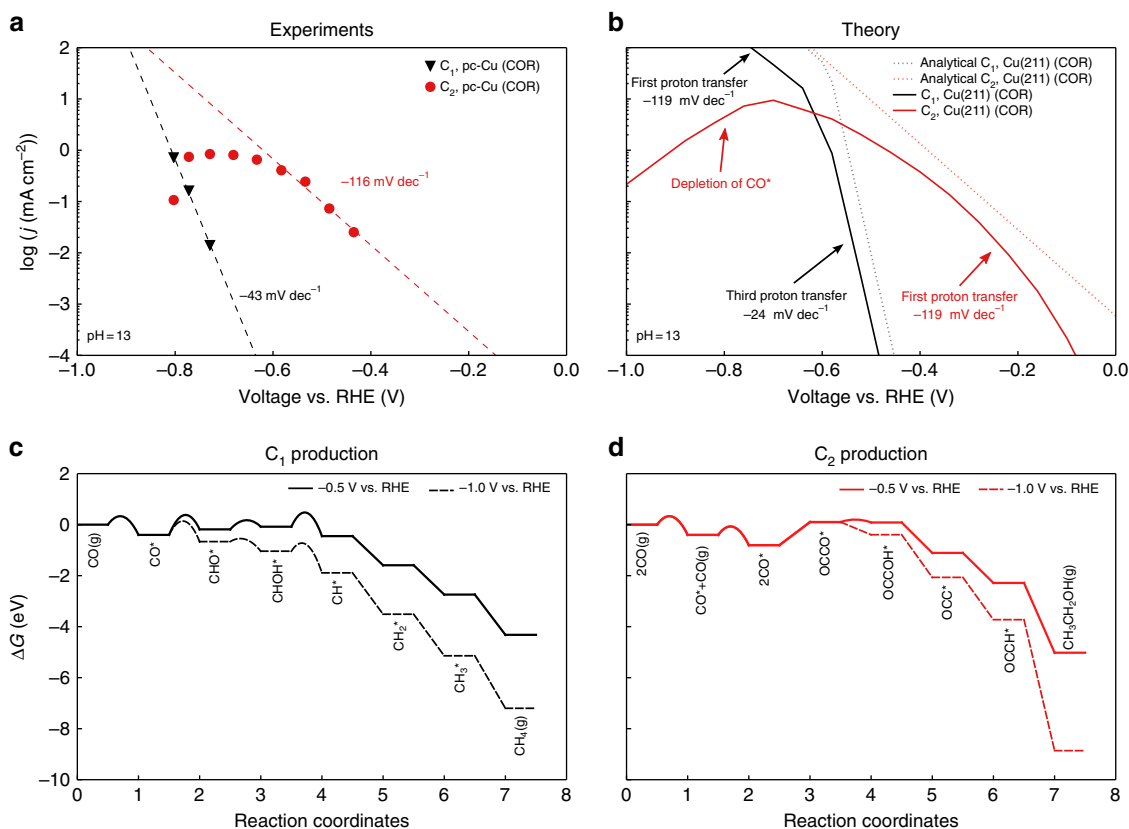 a
Experiments
2
1
0
−1
−2
−3
−4
log (j (mA cm⁻²))
C₁, pc-Cu (COR)
C₂, pc-Cu (COR)
−116 mV dec⁻¹
−43 mV dec⁻¹
pH = 13
−1.0 −0.8 −0.6 −0.4 −0.2 0.0
Voltage vs. RHE (V)
b
Theory
Analytical C₁, Cu(211) (COR)
Analytical C₂, Cu(211) (COR)
C₁, Cu(211) (COR)
C₂, Cu(211) (COR)
First proton transfer
−119 mV dec⁻¹
Depletion of CO*
Third proton transfer
−24 mV dec⁻¹
First proton transfer
−119 mV dec⁻¹
pH = 13
−1.0 −0.8 −0.6 −0.4 −0.2 0.0
Voltage vs. RHE (V)
c
C₁ production
2
0
−2
−4
−6
−8
−10
ΔG (eV)
−0.5 V vs. RHE
−1.0 V vs. RHE
CO(g)
CO*
CHO*
CHOH*
CH*
CH₂*
CH₃*
CH₄(g)
0 1 2 3 4 5 6 7 8
Reaction coordinates
d
C₂ production
−0.5 V vs. RHE
−1.0 V vs. RHE
2CO(g)
CO*+CO(g)
2CO*
OCCO*
OCCOH*
OCC*
OCCH*
CH₃CH₂OH(g)
0 1 2 3 4 5 6 7 8
Reaction coordinates